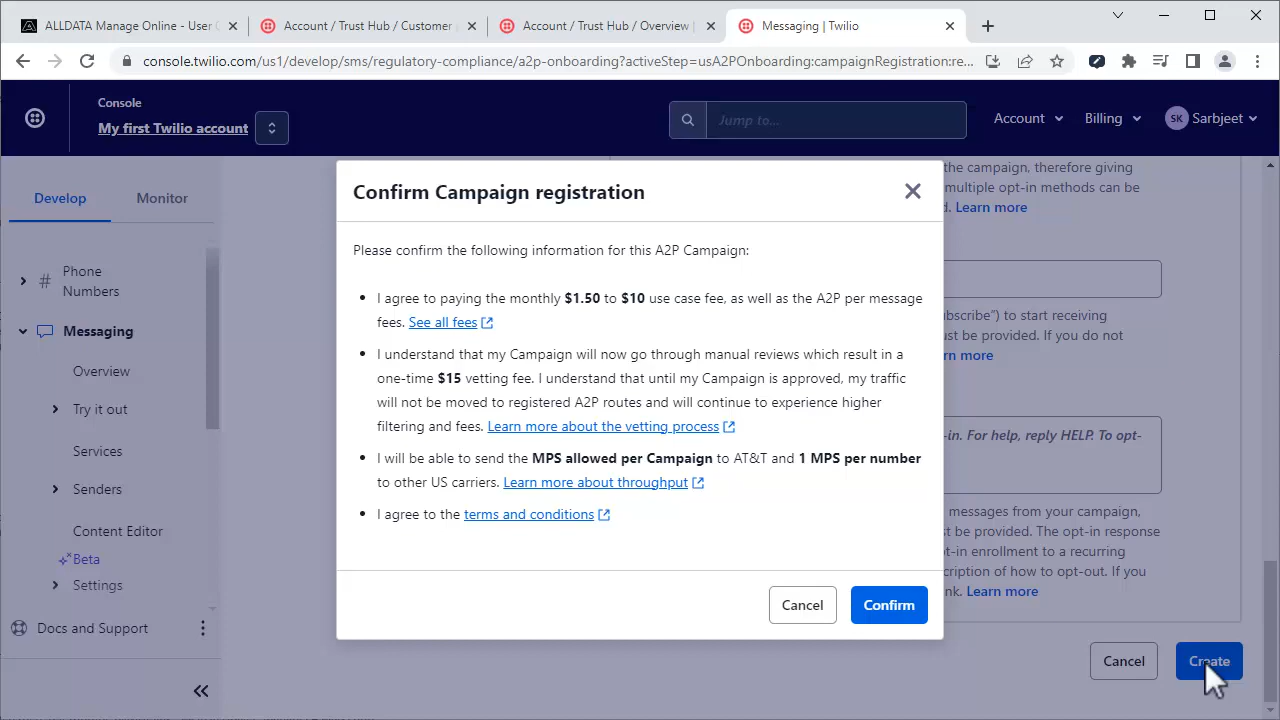 ALLDATA Manage Online - User G
Account / Trust Hub / Customer
Account / Trust Hub / Overview |
Messaging | Twilio
console.twilio.com/us1/develop/sms/regulatory-compliance/a2p-onboarding?activeStep=usA2POnboarding:campaignRegistration:re...
Console
My first Twilio account
Jump to...
Account
Billing
SK
Sarbjeet
Develop
Monitor
# Phone
Numbers
Messaging
Overview
Try it out
Services
Senders
Content Editor
Beta
Settings
Docs and Support
the campaign, therefore giving
multiple opt-in methods can be
d. Learn more
ubscribe") to start receiving
ust be provided. If you do not
rn more
-in. For help, reply HELP. To opt-
messages from your campaign,
t be provided. The opt-in response
t-in enrollment to a recurring
cription of how to opt-out. If you
nk. Learn more
Cancel
Create
Confirm Campaign registration
Please confirm the following information for this A2P Campaign:
• I agree to paying the monthly $1.50 to $10 use case fee, as well as the A2P per message
fees. See all fees
• I understand that my Campaign will now go through manual reviews which result in a
one-time $15 vetting fee. I understand that until my Campaign is approved, my traffic
will not be moved to registered A2P routes and will continue to experience higher
filtering and fees. Learn more about the vetting process
• I will be able to send the MPS allowed per Campaign to AT&T and 1 MPS per number
to other US carriers. Learn more about throughput
• I agree to the terms and conditions
Cancel
Confirm